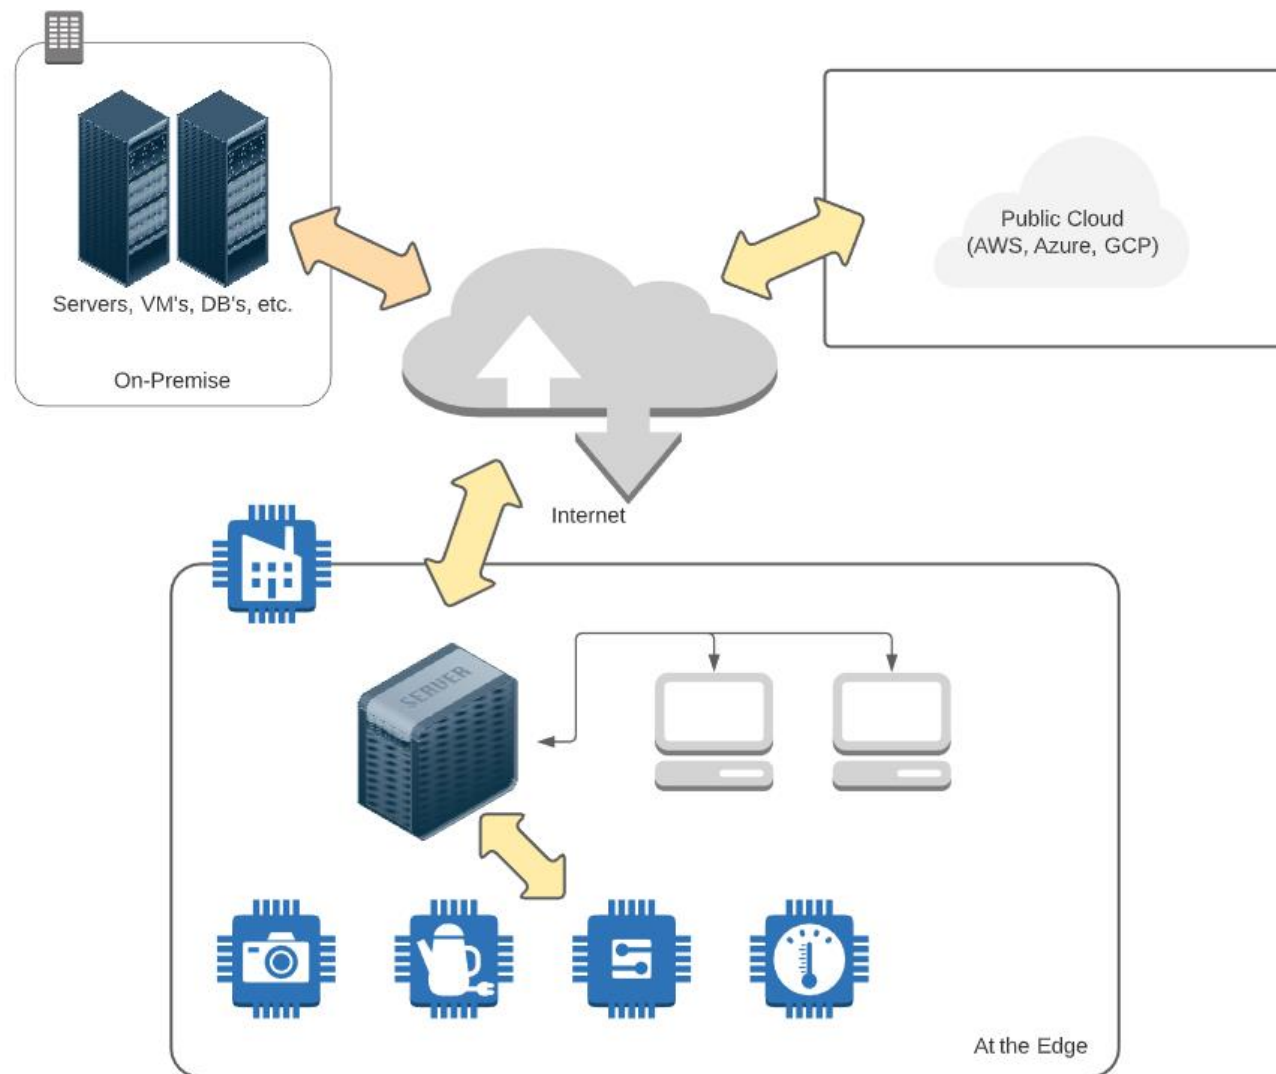 Servers, VM's, DB's, etc.
On-Premise
Public Cloud
(AWS, Azure, GCP)
Internet
SERVER
At the Edge